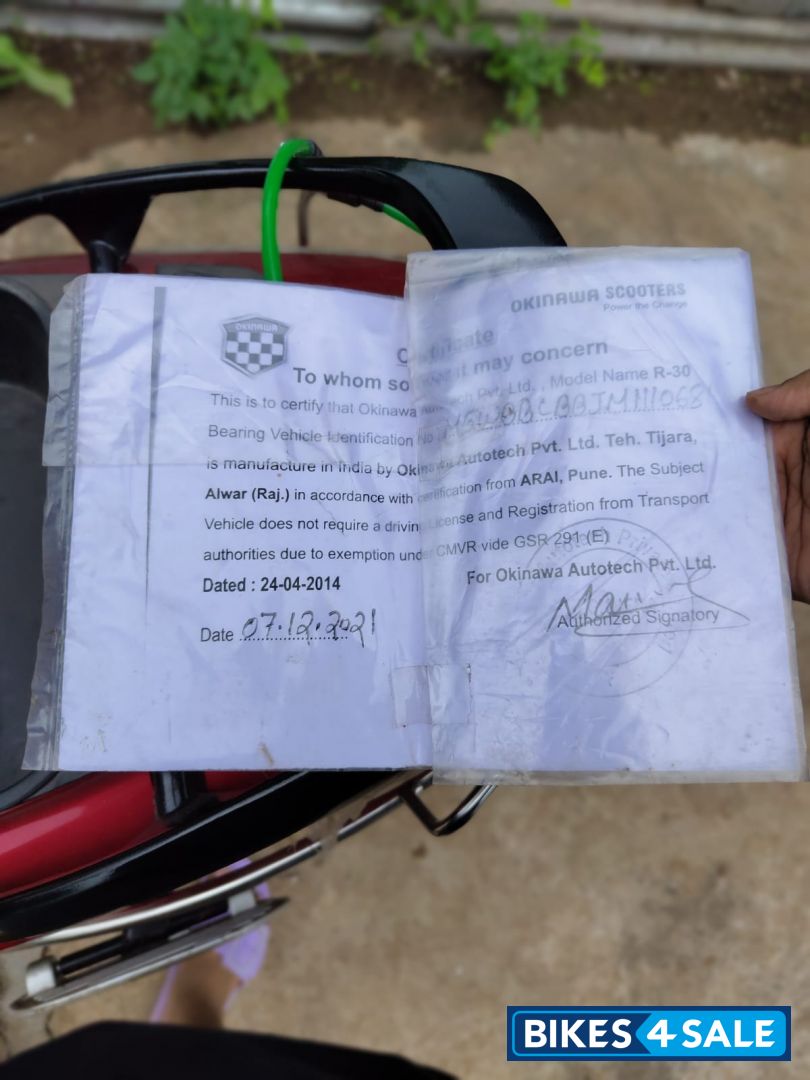 OKINAWA SCOOTERS
Power the Change
OKINAWA
To whom so it may concern
This is to certify that Okinawa Pvt. Ltd. , Model Name R-30
Bearing Vehicle Identification
is manufacture in India by Okinawa Autotech Pvt. Ltd. Teh. Tijara,
Alwar (Raj.) in accordance with certification from ARAI, Pune. The Subject
Vehicle does not require a driving License and Registration from Transport
authorities due to exemption under CMVR vide GSR 291 (E)
Dated : 24-04-2014
For Okinawa Autotech Pvt. Ltd.
Date 07.12.2021
Authorized Signatory
BIKES4SALE